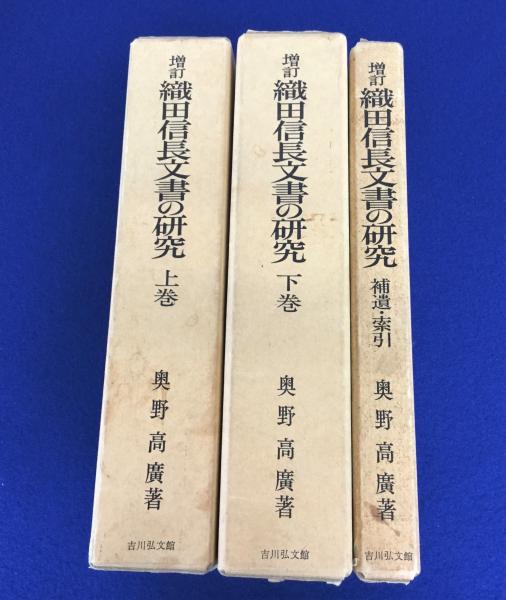 増訂 織田信長文書の研究 上巻
奥野高廣著
吉川弘文館
増訂 織田信長文書の研究 下巻
奥野高廣著
吉川弘文館
増訂 織田信長文書の研究 補遺・索引
奥野高廣著
吉川弘文館